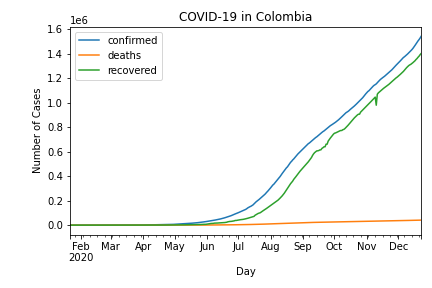 COVID-19 in Colombia
1e6
confirmed
deaths
recovered
Number of Cases
1.6
1.4
1.2
1.0
0.8
0.6
0.4
0.2
0.0
Feb Mar Apr May Jun Jul Aug Sep Oct Nov Dec
2020
Day